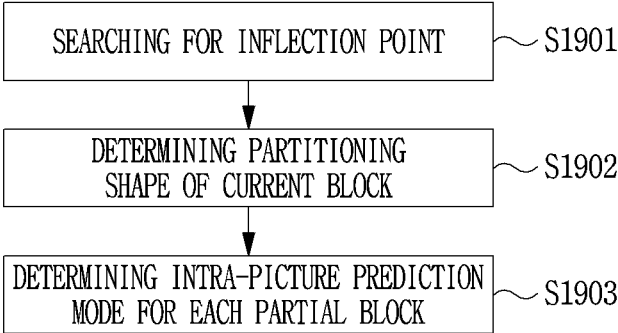 SEARCHING FOR INFLECTION POINT
S1901
DETERMINING PARTITIONING
SHAPE OF CURRENT BLOCK
S1902
DETERMINING INTRA-PICTURE PREDICTION
MODE FOR EACH PARTIAL BLOCK
S1903